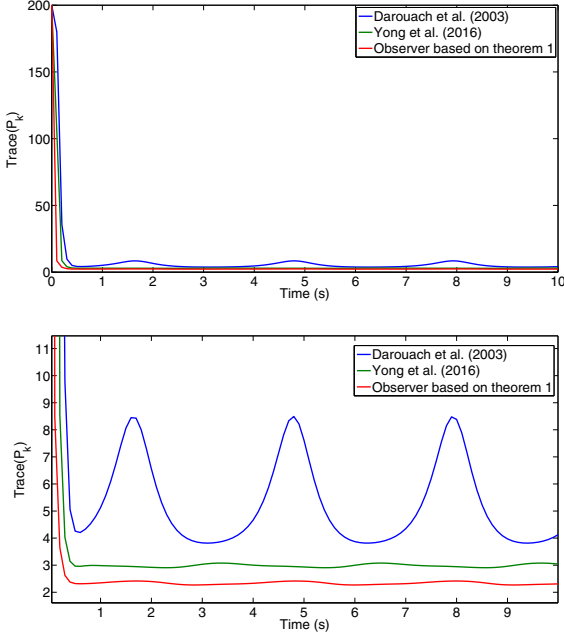 200
150
100
50
0
Trace(P_k)
Darouach et al. (2003)
Yong et al. (2016)
Observer based on theorem 1
0 1 2 3 4 5 6 7 8 9 10
Time (s)
11
10
9
8
7
6
5
4
3
2
Trace(P_k)
Darouach et al. (2003)
Yong et al. (2016)
Observer based on theorem 1
1 2 3 4 5 6 7 8 9
Time (s)